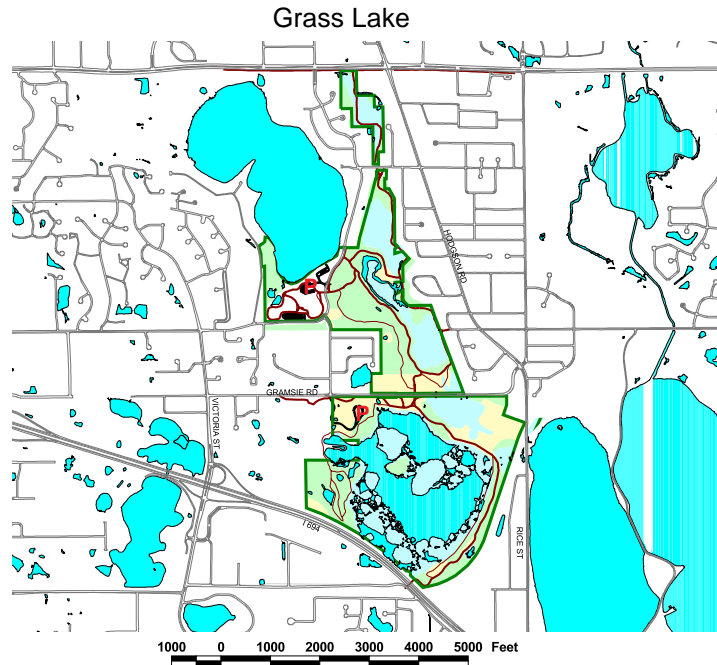 Grass Lake
HODGSON RD
P
GRAMSIE RD
P
VICTORIA ST
I 694
RICE ST
1000 0 1000 2000 3000 4000 5000 Feet